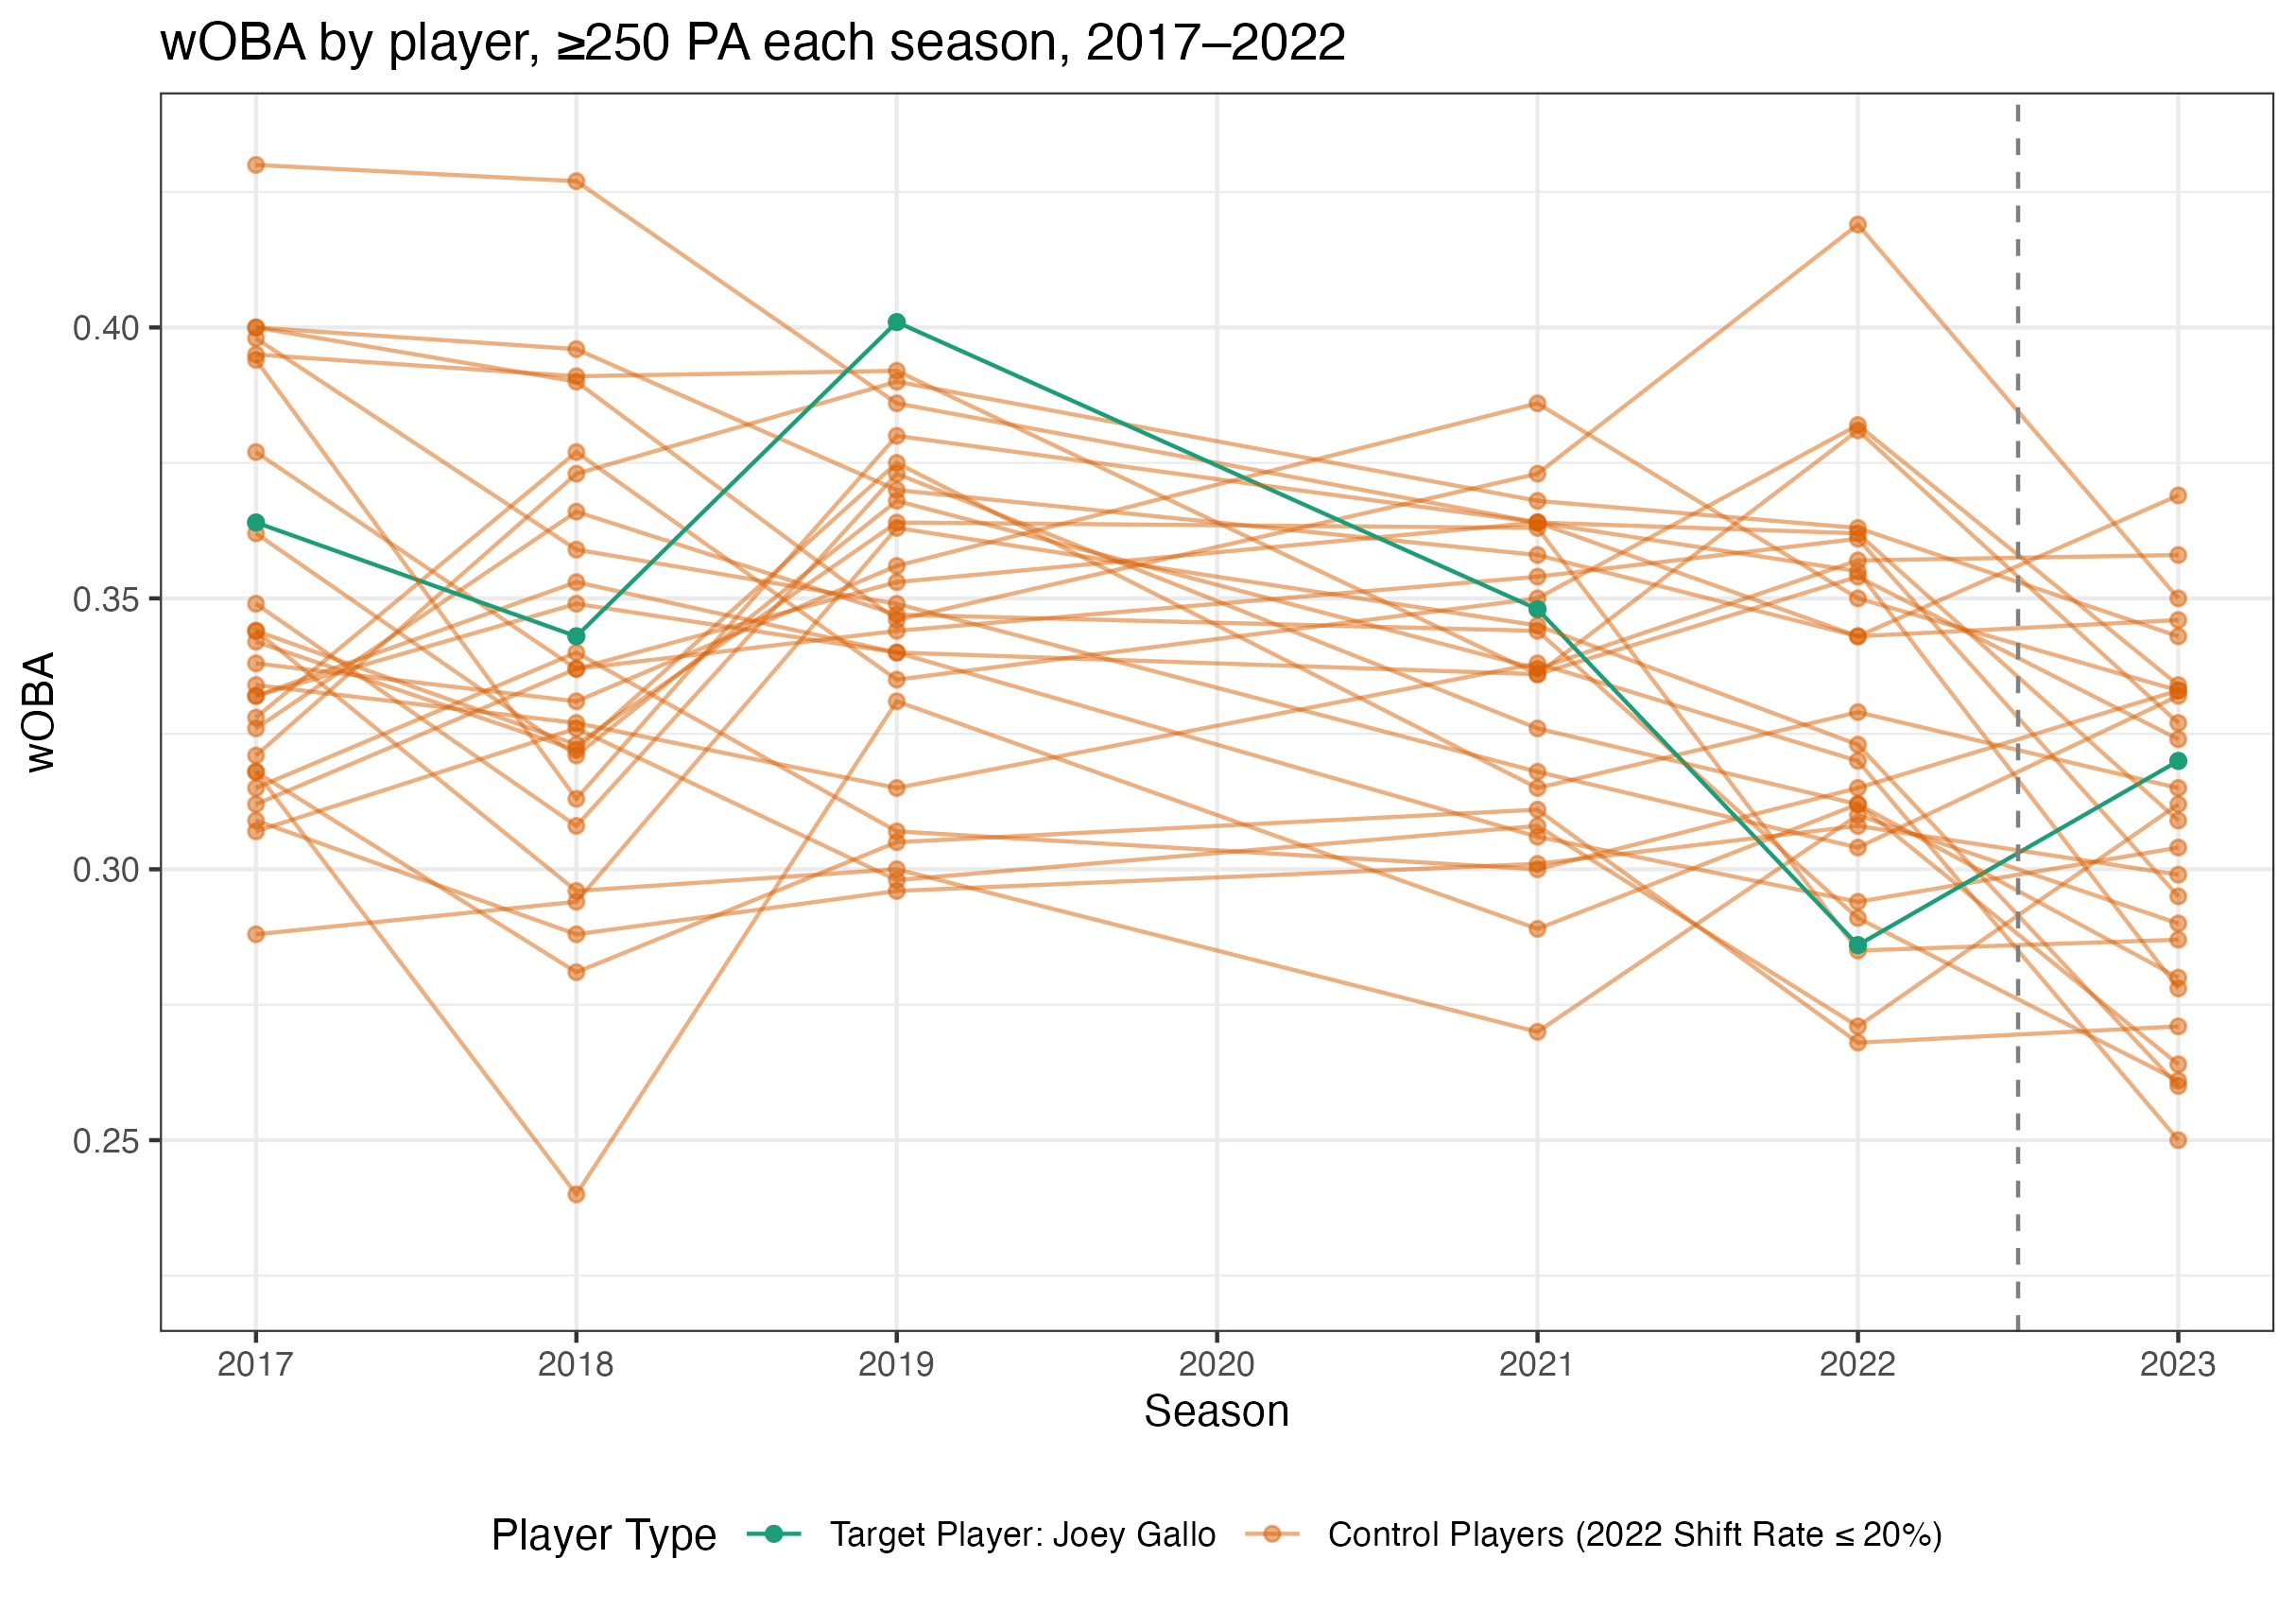 wOBA by player, ≥250 PA each season, 2017–2022
wOBA
0.40
0.35
0.30
0.25
2017 2018 2019 2020 2021 2022 2023
Season
Player Type Target Player: Joey Gallo Control Players (2022 Shift Rate ≤ 20%)